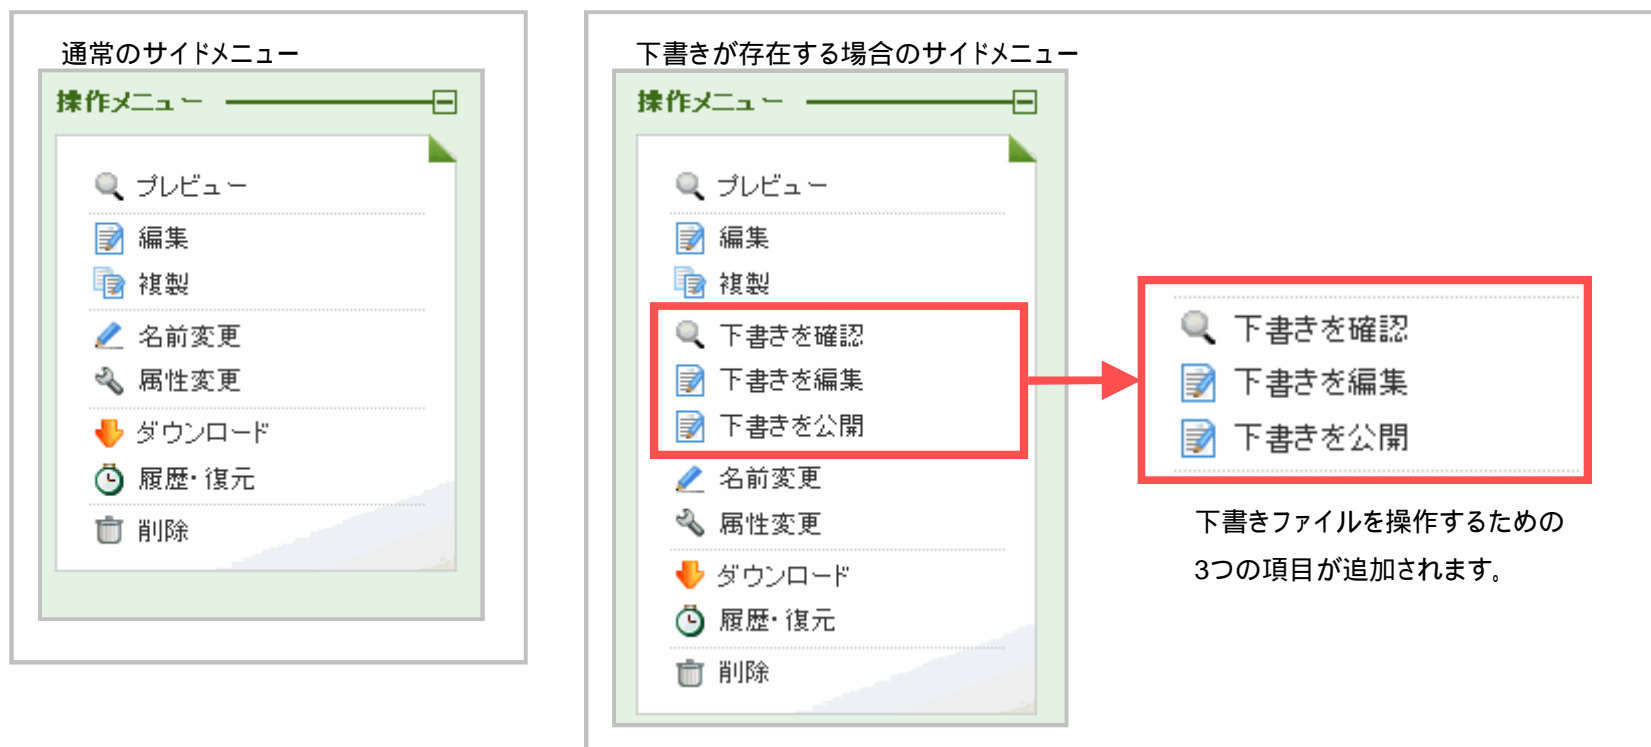 通常のサイドメニュー
操作メニュー
プレビュー
編集
複製
名前変更
属性変更
ダウンロード
履歴・復元
削除
下書きが存在する場合のサイドメニュー
操作メニュー
プレビュー
編集
複製
下書きを確認
下書きを編集
下書きを公開
名前変更
属性変更
ダウンロード
履歴・復元
削除
下書きを確認
下書きを編集
下書きを公開
下書きファイルを操作するための
3つの項目が追加されます。